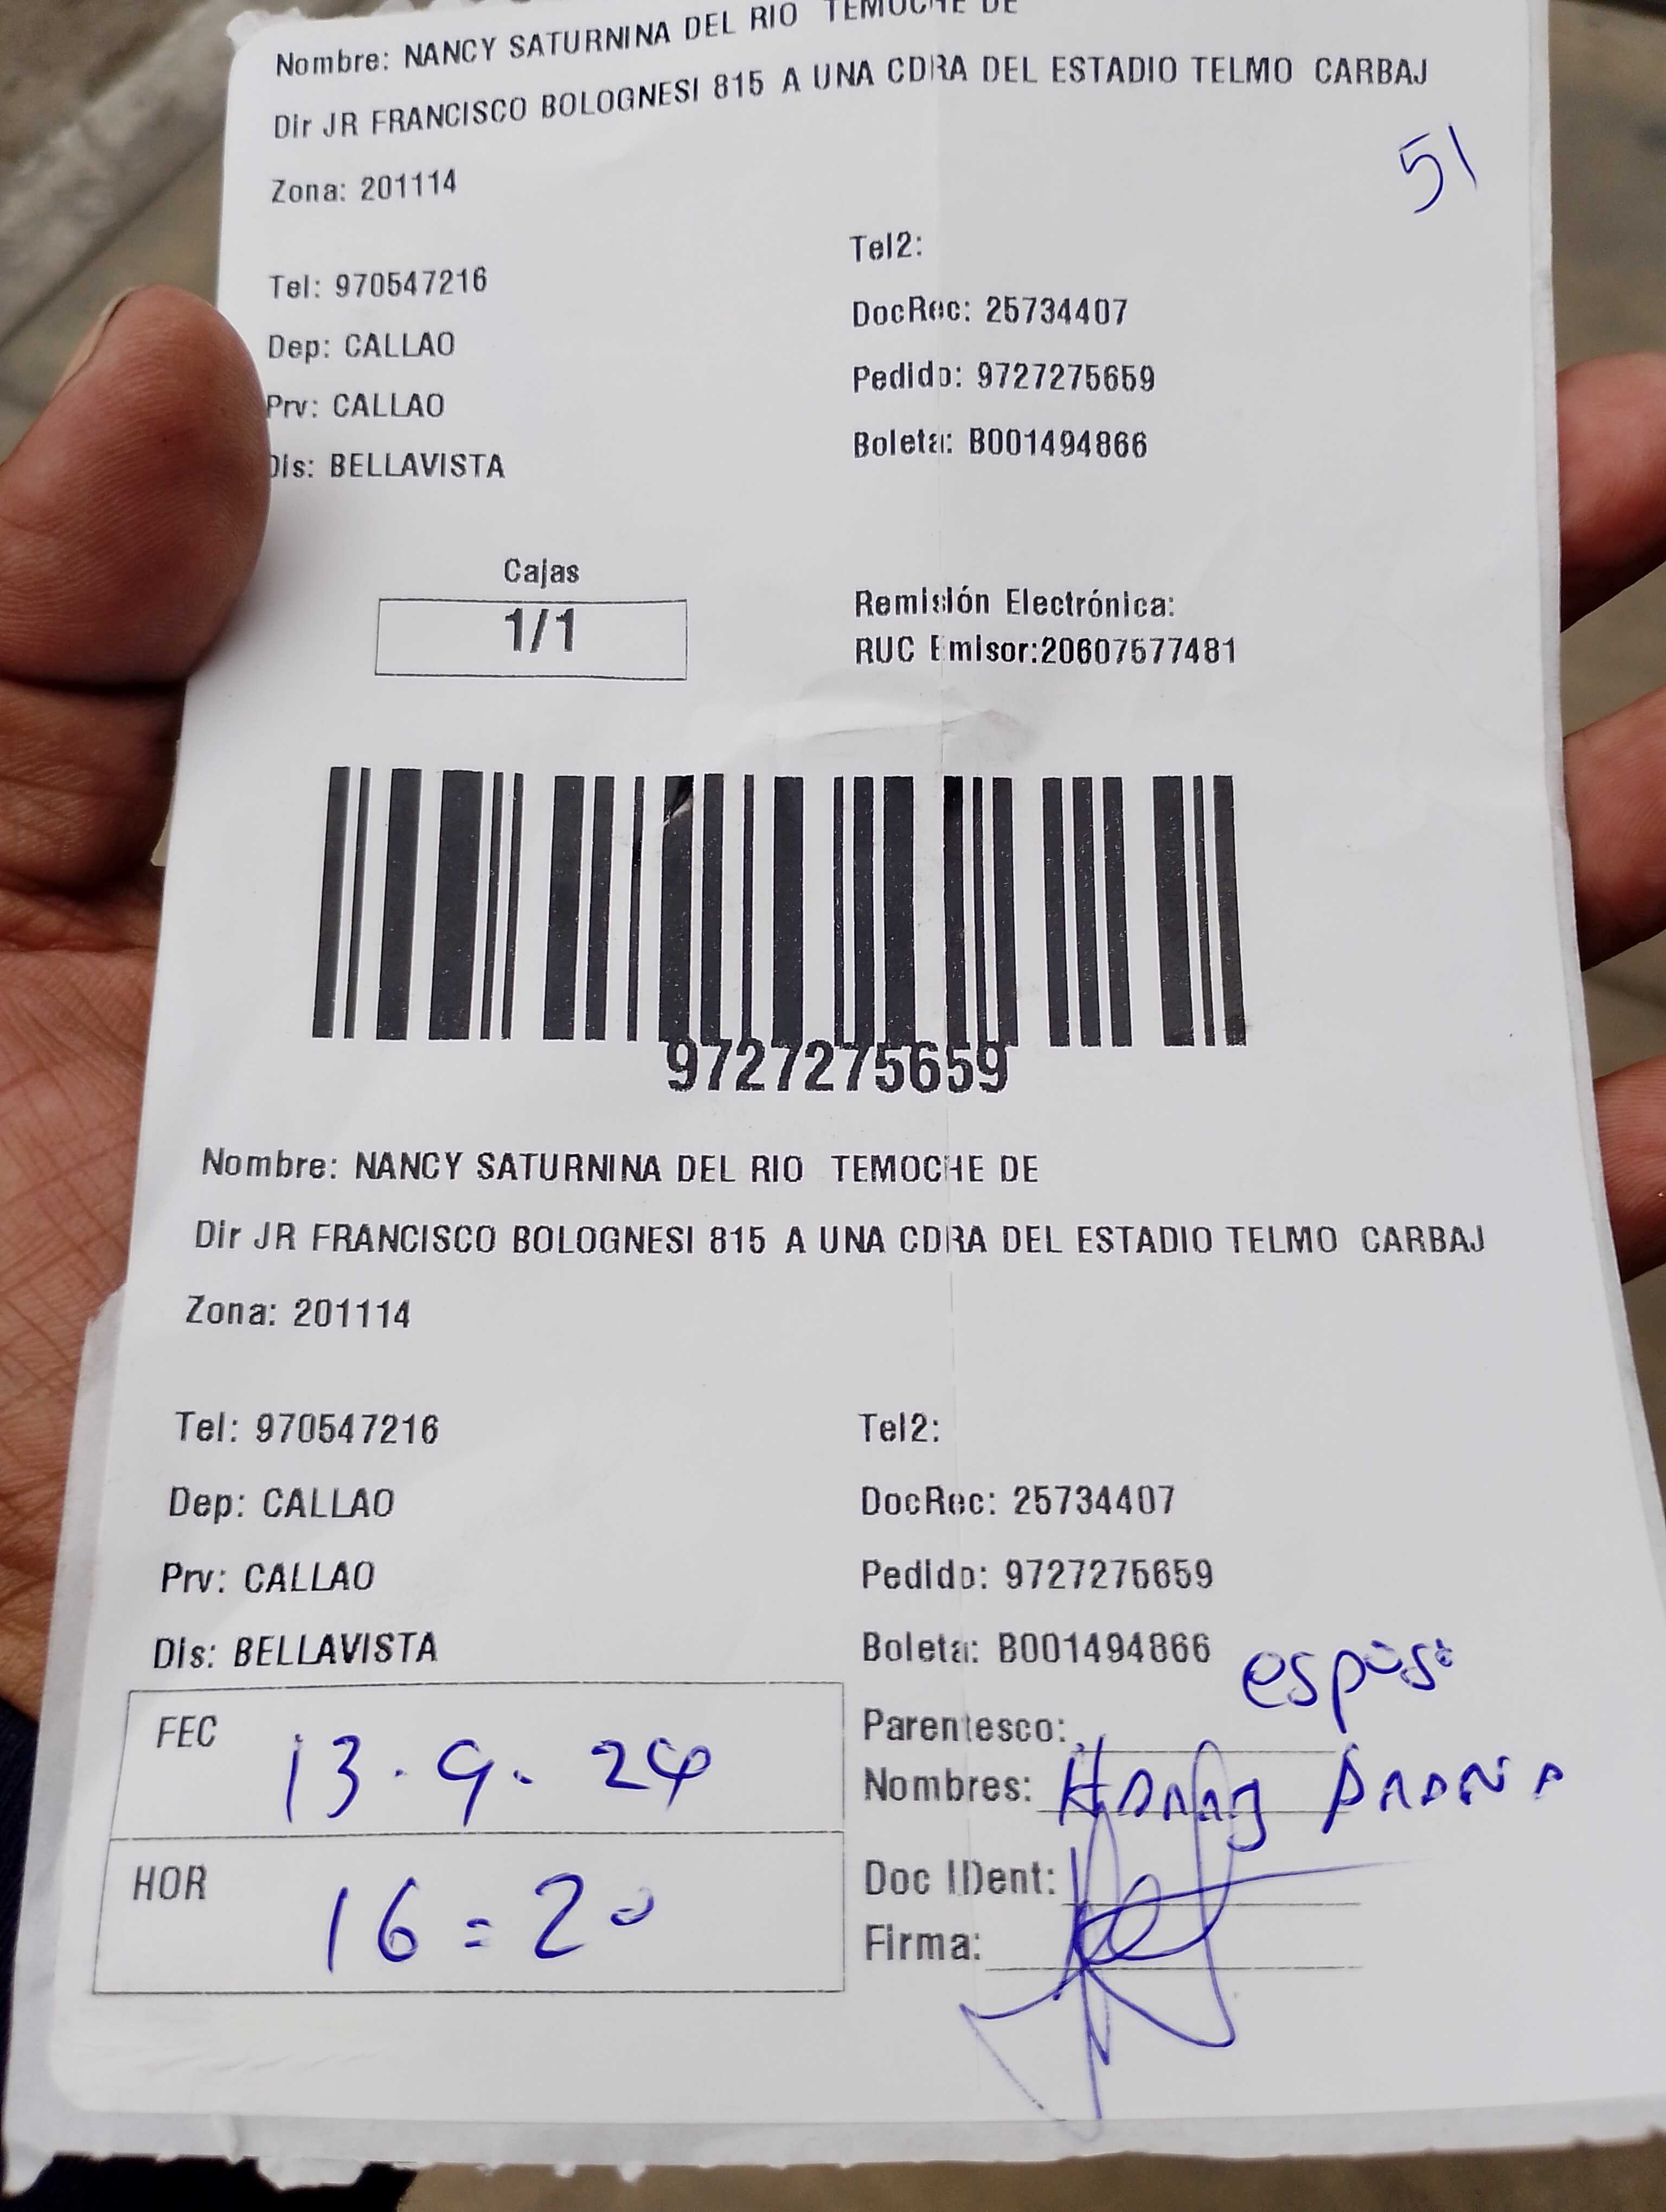 Nombre: NANCY SATURNINA DEL RIO TEMOCHE DE
Dir JR FRANCISCO BOLOGNESI 815 A UNA CDRA DEL ESTADIO TELMO CARBAJ
51
Zona: 201114
Tel: 970547216
Tel2:
Dep: CALLAO
DocRec: 25734407
Prv: CALLAO
Pedido: 9727275659
Dis: BELLAVISTA
Boleta: B001494866
Cajas
1/1
Remisión Electrónica:
RUC Emisor:20607577481
9727275659
Nombre: NANCY SATURNINA DEL RIO TEMOCHE DE
Dir JR FRANCISCO BOLOGNESI 815 A UNA CDRA DEL ESTADIO TELMO CARBAJ
Zona: 201114
Tel: 970547216
Tel2:
Dep: CALLAO
DocRec: 25734407
Prv: CALLAO
Pedido: 9727275659
Dis: BELLAVISTA
Boleta: B001494866
FEC 13.9.24
Parentesco:
Nombres:
HOR 16:20
Doc IDent:
Firma: